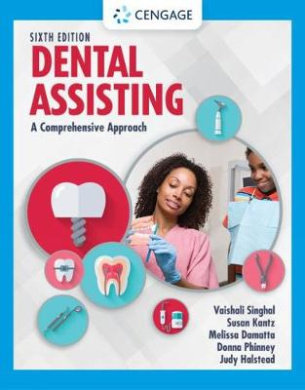 CENGAGE
SIXTH EDITION
DENTAL
ASSISTING
A Comprehensive Approach
Vaishali Singhal
Susan Kantz
Melissa Damatta
Donna Phinney
Judy Halstead